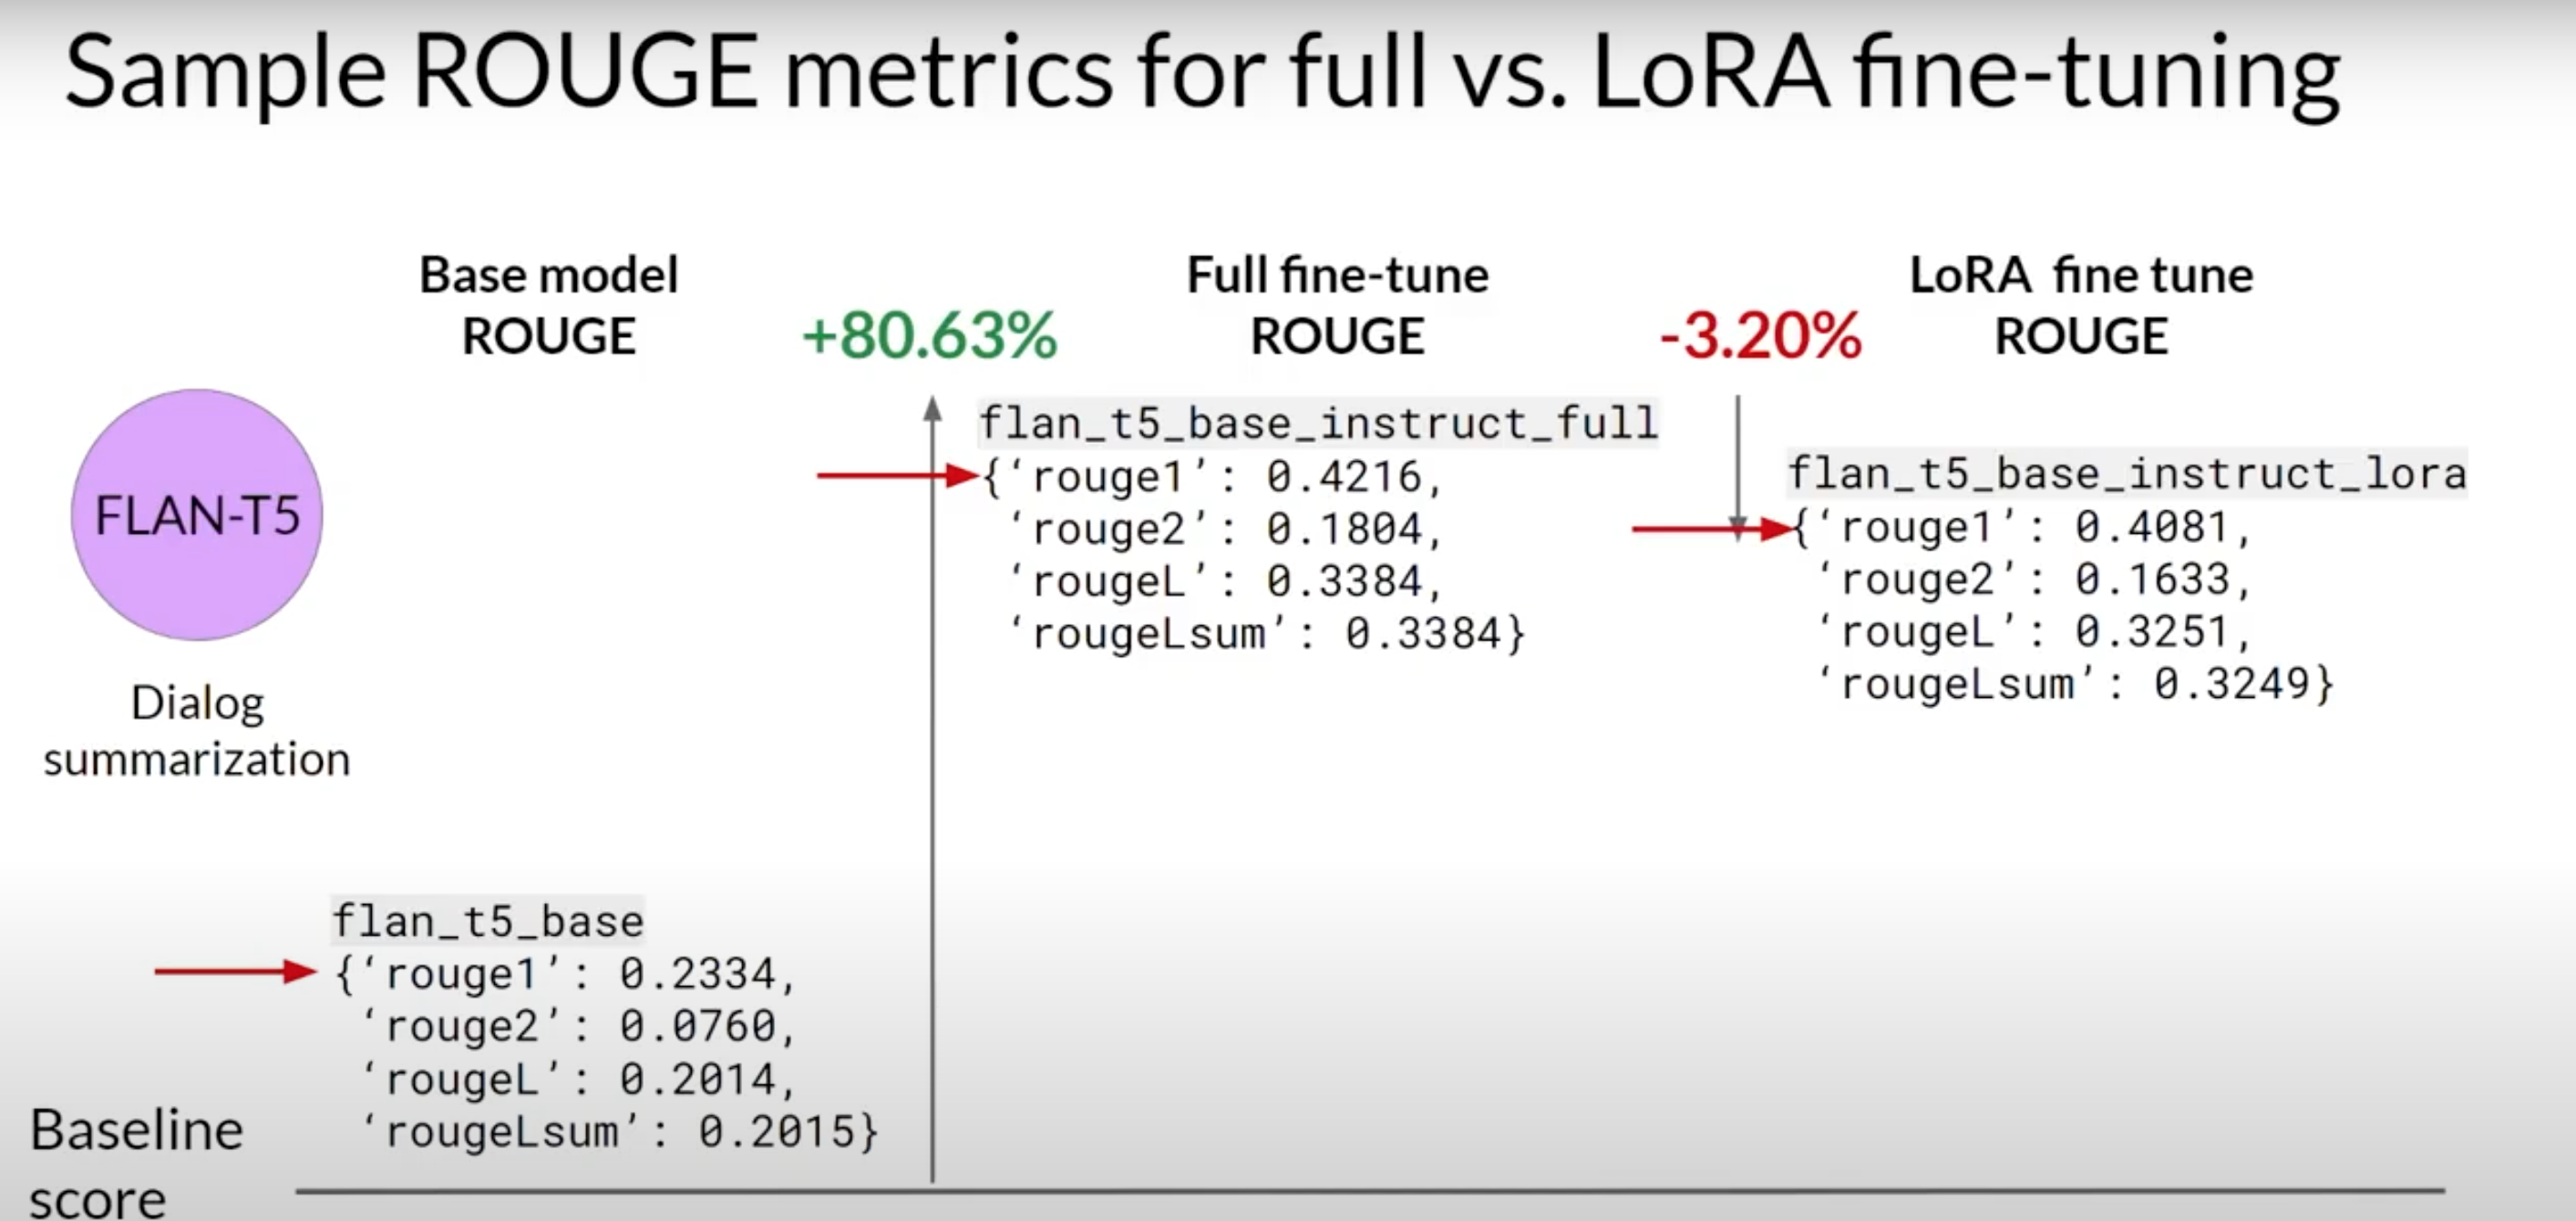 Sample ROUGE metrics for full vs. LoRA fine-tuning
Base model
ROUGE
+80.63%
Full fine-tune
ROUGE
-3.20%
LoRA  fine tune
ROUGE
FLAN-T5
Dialog
summarization
flan_t5_base_instruct_full
{‘rouge1’: 0.4216,
‘rouge2’: 0.1804,
‘rougeL’: 0.3384,
‘rougeLsum’: 0.3384}
flan_t5_base_instruct_lora
{‘rouge1’: 0.4081,
‘rouge2’: 0.1633,
‘rougeL’: 0.3251,
‘rougeLsum’: 0.3249}
flan_t5_base
{‘rouge1’: 0.2334,
‘rouge2’: 0.0760,
‘rougeL’: 0.2014,
‘rougeLsum’: 0.2015}
Baseline
score